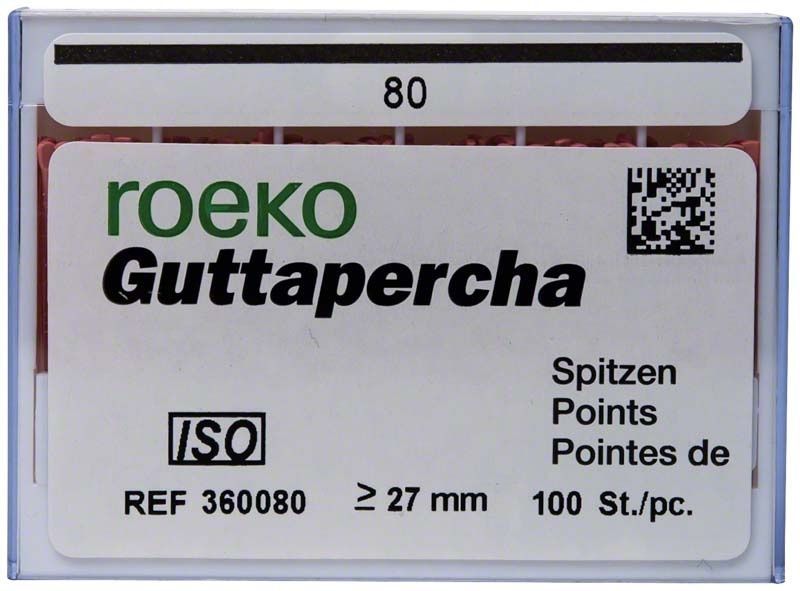 80
roeko
Guttapercha
Spitzen
Points
Pointes de
ISO
REF 360080 ≥ 27 mm 100 St./pc.